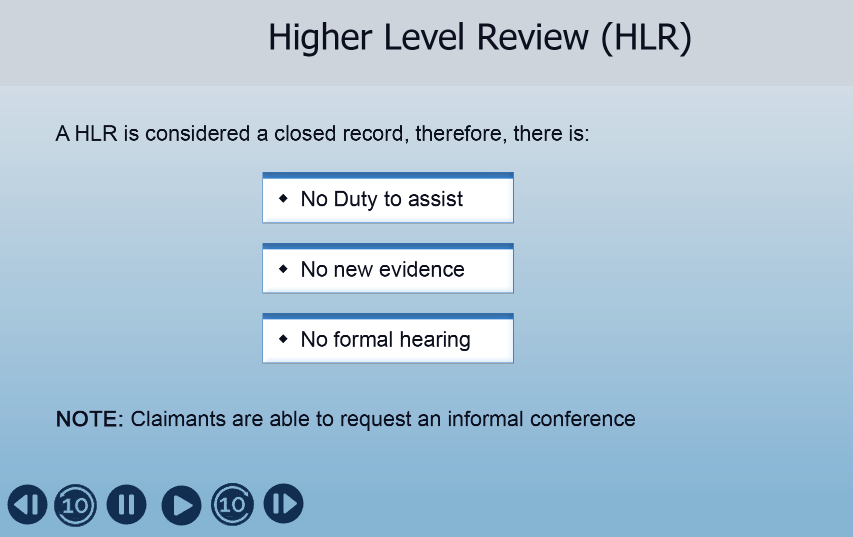 Higher Level Review (HLR)
A HLR is considered a closed record, therefore, there is:
◆ No Duty to assist
◆ No new evidence
◆ No formal hearing
NOTE: Claimants are able to request an informal conference
10
10